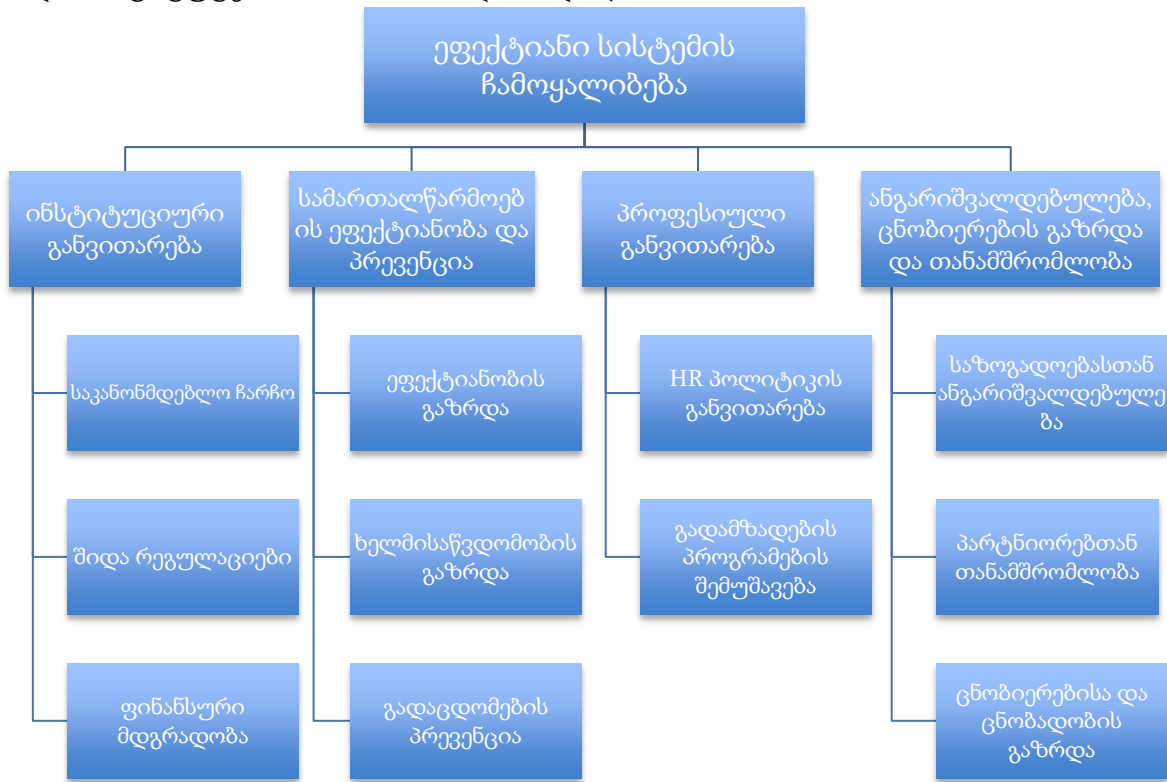 ეფექტიანი სისტემის
ჩამოყალიბება
ინსტიტუციური
განვითარება
საკანონმდებლო ჩარჩო
შიდა რეგულაციები
ფინანსური
მდგრადობა
სამართალწარმოებ
ის ეფექტიანობა და
პრევენცია
ეფექტიანობის
გაზრდა
ხელმისაწვდომობის
გაზრდა
გადაცდომების
პრევენცია
პროფესიული
განვითარება
HR პოლიტიკის
განვითარება
გადამზადების
პროგრამების
შემუშავება
ანგარიშვალდებულება,
ცნობიერების გაზრდა
და თანამშრომლობა
საზოგადოებასთან
ანგარიშვალდებულე
ბა
პარტნიორებთან
თანამშრომლობა
ცნობიერებისა და
ცნობადობის
გაზრდა